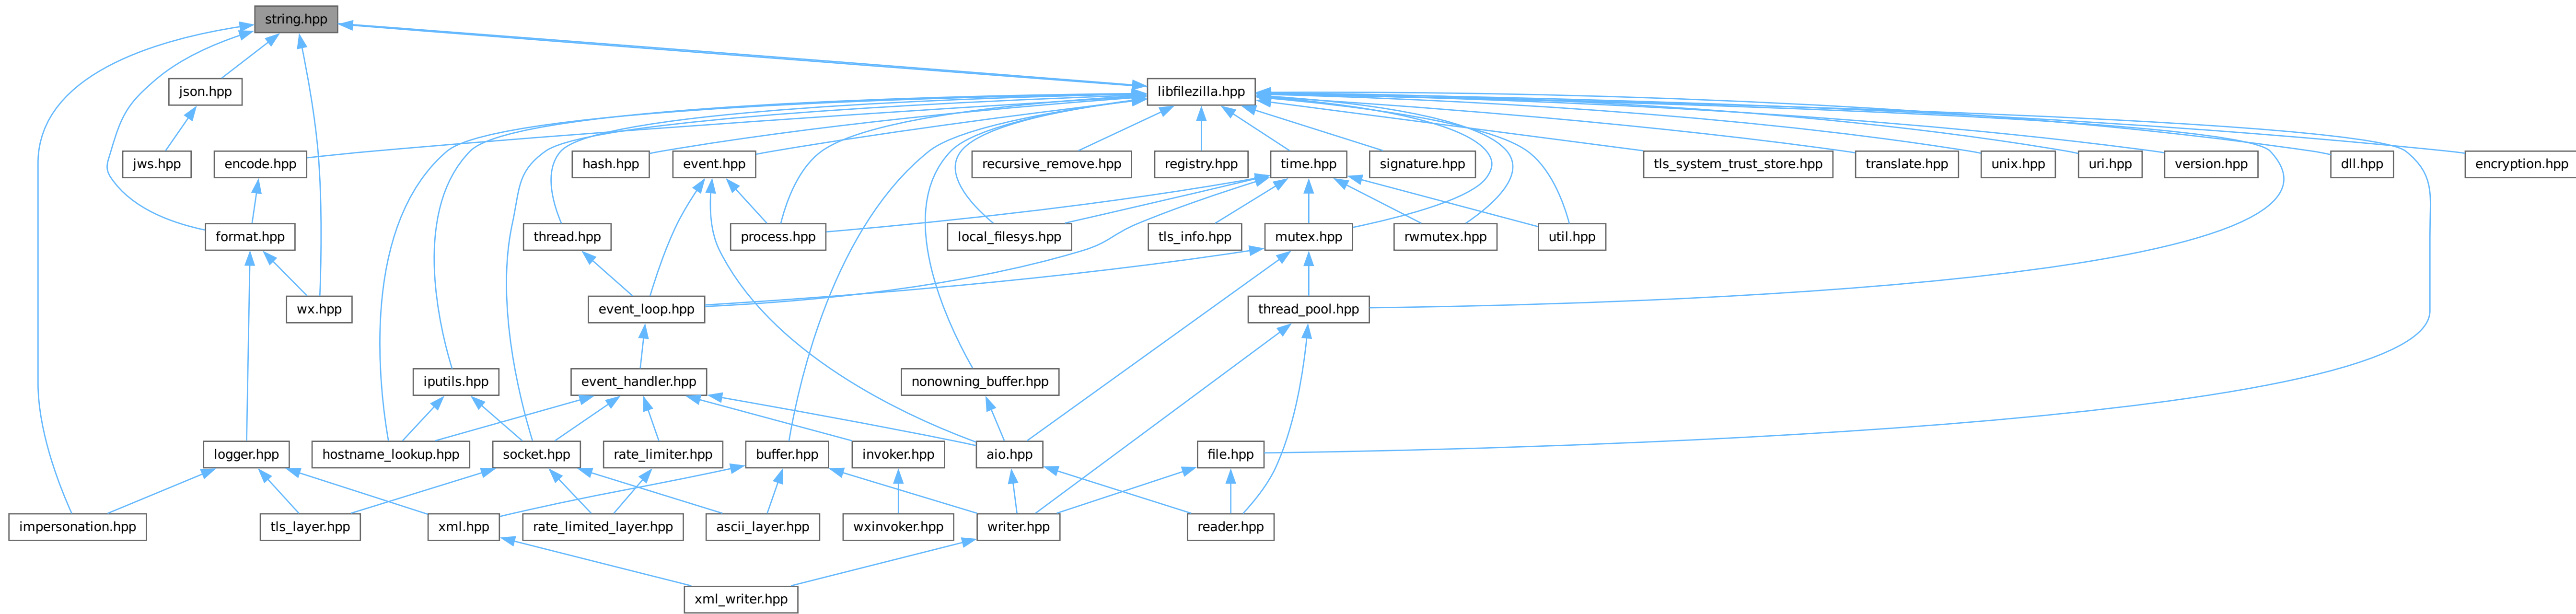 string.hpp
json.hpp
libfilezilla.hpp
jws.hpp
encode.hpp
hash.hpp
event.hpp
recursive_remove.hpp
registry.hpp
time.hpp
signature.hpp
tls_system_trust_store.hpp
translate.hpp
unix.hpp
uri.hpp
version.hpp
dll.hpp
encryption.hpp
format.hpp
thread.hpp
process.hpp
local_filesys.hpp
tls_info.hpp
mutex.hpp
rwmutex.hpp
util.hpp
wx.hpp
event_loop.hpp
thread_pool.hpp
iputils.hpp
event_handler.hpp
nonowning_buffer.hpp
logger.hpp
hostname_lookup.hpp
socket.hpp
rate_limiter.hpp
buffer.hpp
invoker.hpp
aio.hpp
file.hpp
impersonation.hpp
tls_layer.hpp
xml.hpp
rate_limited_layer.hpp
ascii_layer.hpp
wxinvoker.hpp
writer.hpp
reader.hpp
xml_writer.hpp